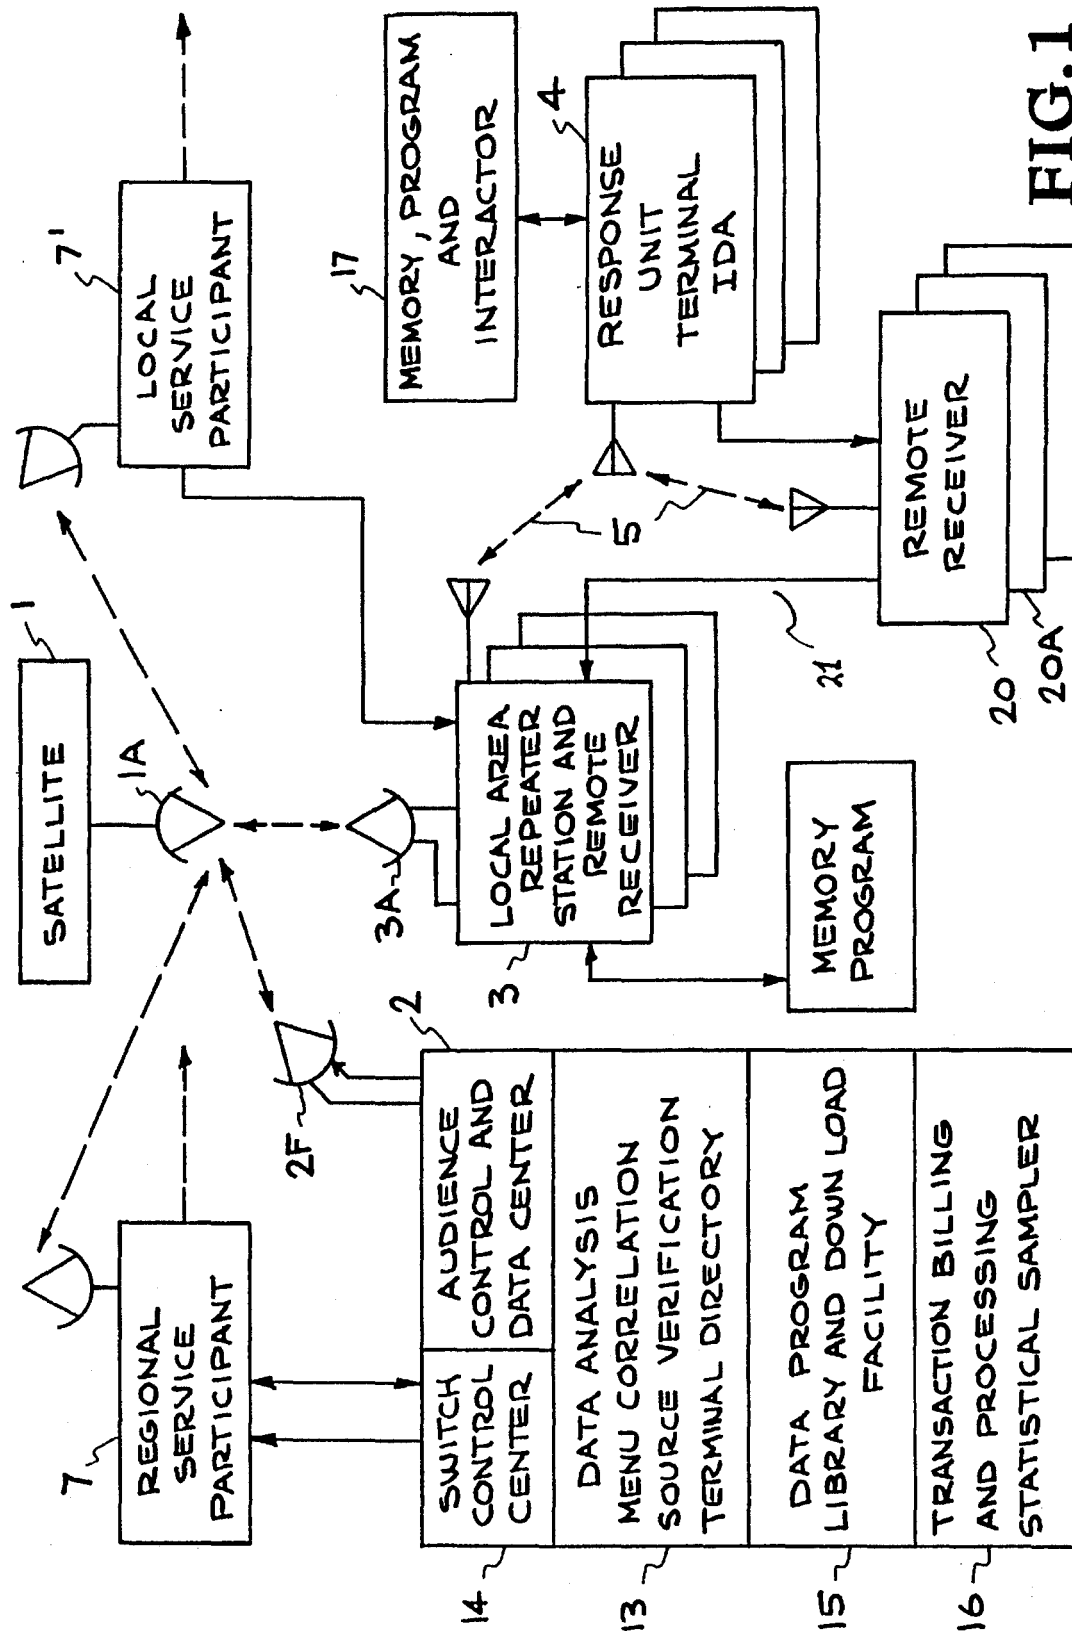 SATELLITE
1
1A
7
REGIONAL
SERVICE
PARTICIPANT
LOCAL
SERVICE
PARTICIPANT
7'
2F
2
3A
3
SWITCH
CONTROL
CENTER
AUDIENCE
CONTROL AND
DATA CENTER
14
DATA ANALYSIS
MENU CORRELATION
SOURCE VERIFICATION
TERMINAL DIRECTORY
13
DATA PROGRAM
LIBRARY AND DOWN LOAD
FACILITY
15
TRANSACTION BILLING
AND PROCESSING
STATISTICAL SAMPLER
16
LOCAL AREA
REPEATER
STATION AND
REMOTE
RECEIVER
MEMORY
PROGRAM
5
21
17
MEMORY, PROGRAM
AND
INTERACTOR
4
RESPONSE
UNIT
TERMINAL
IDA
REMOTE
RECEIVER
20
20A
FIG.1